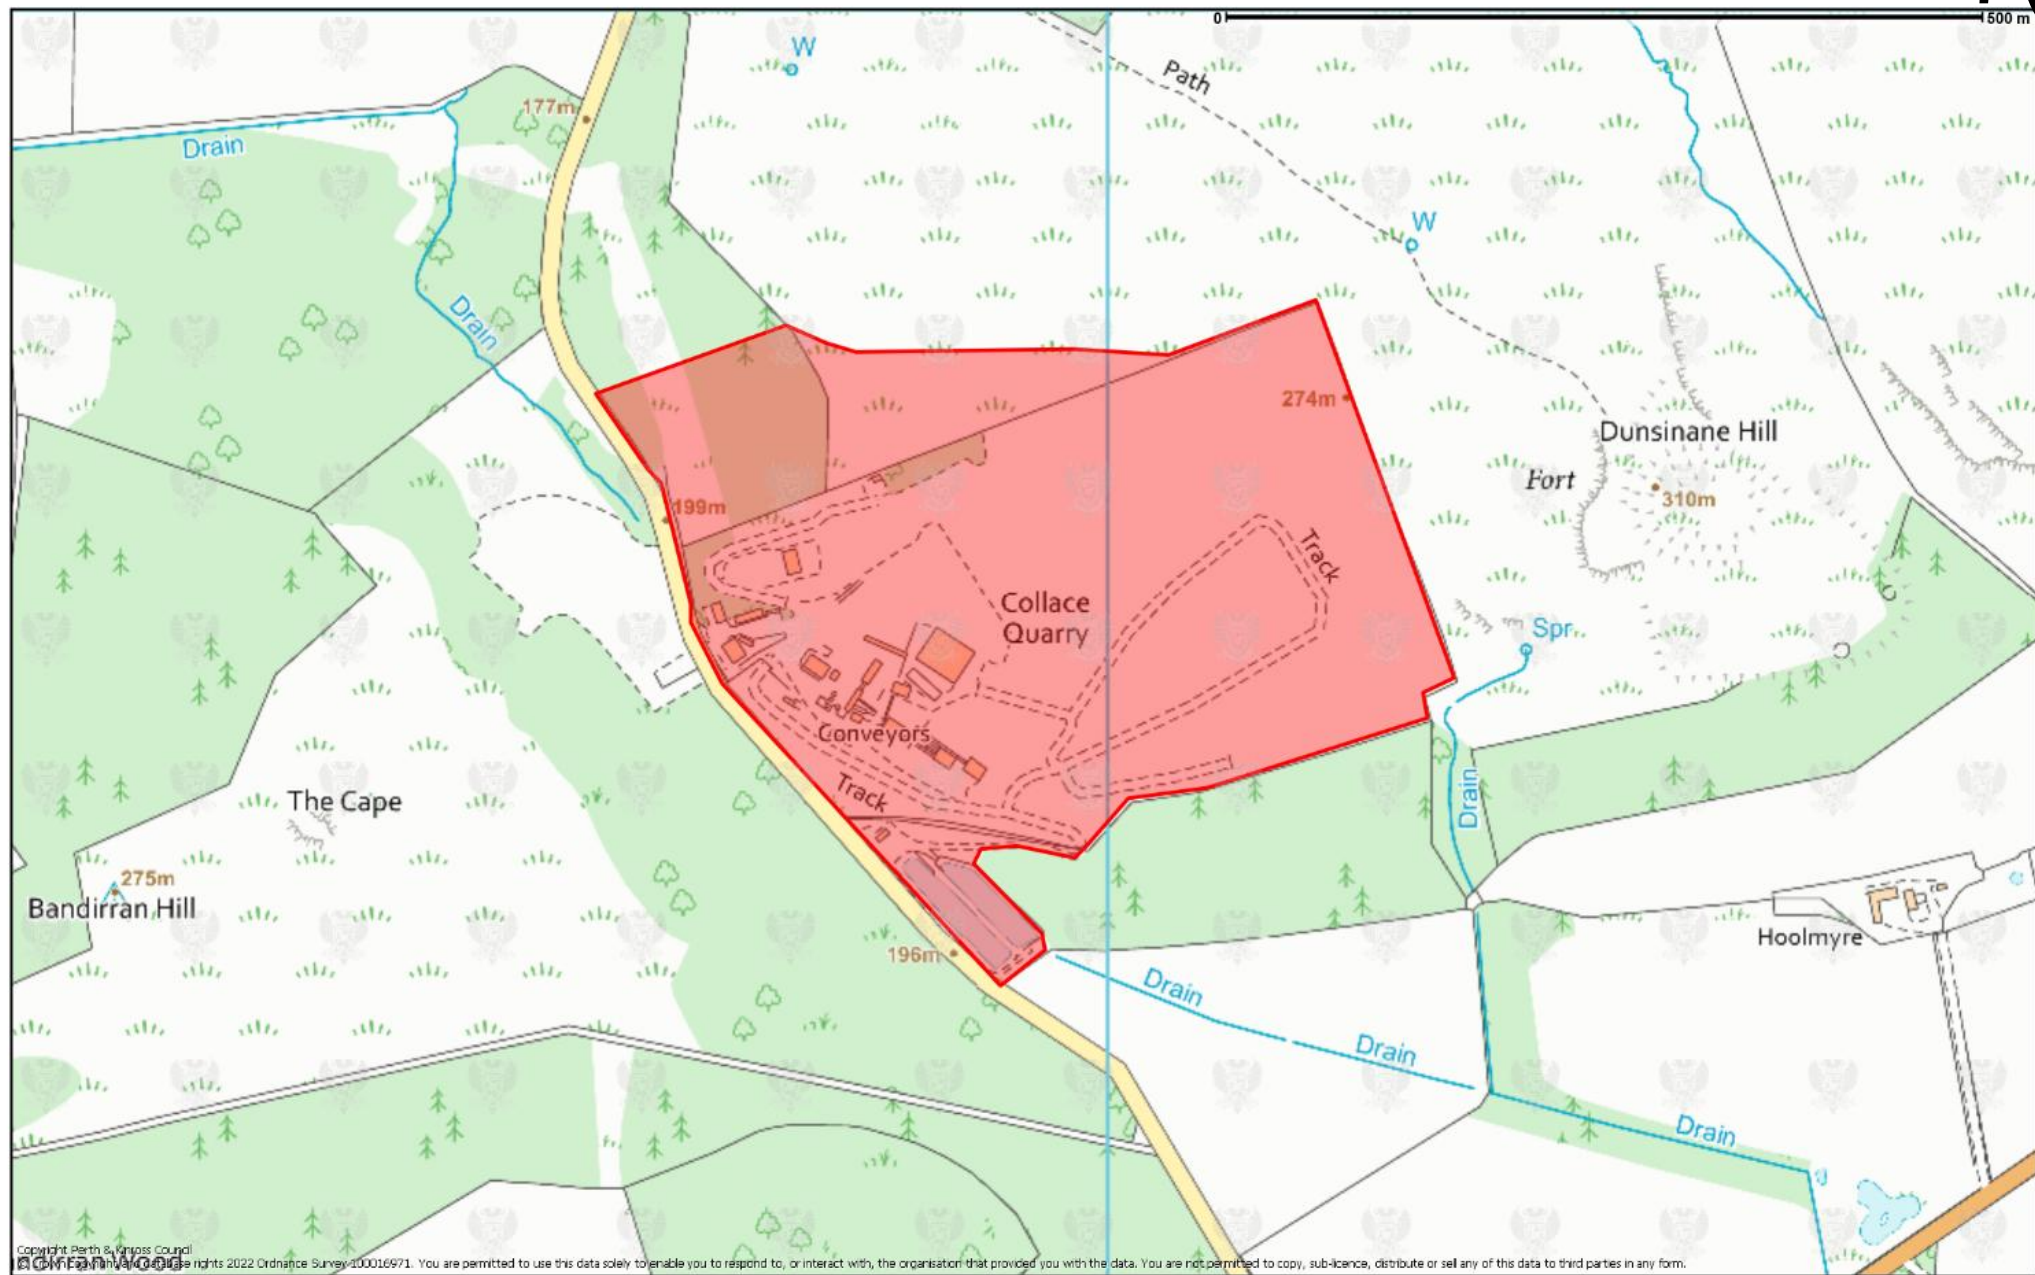 0
500 m
W
Path
177m
Drain
W
Drain
274m
Dunsinane Hill
Fort
310m
199m
Track
Collace
Quarry
Spr
Conveyors
Track
Drain
The Cape
275m
Bandirran Hill
196m
Hoolmyre
Drain
Drain
Drain
Copyright Perth & Kinross Council
© Crown copyright and database rights 2022 Ordnance Survey 100016971. You are permitted to use this data solely to enable you to respond to, or interact with, the organisation that provided you with the data. You are not permitted to copy, sub-licence, distribute or sell any of this data to third parties in any form.
ndirran Wood